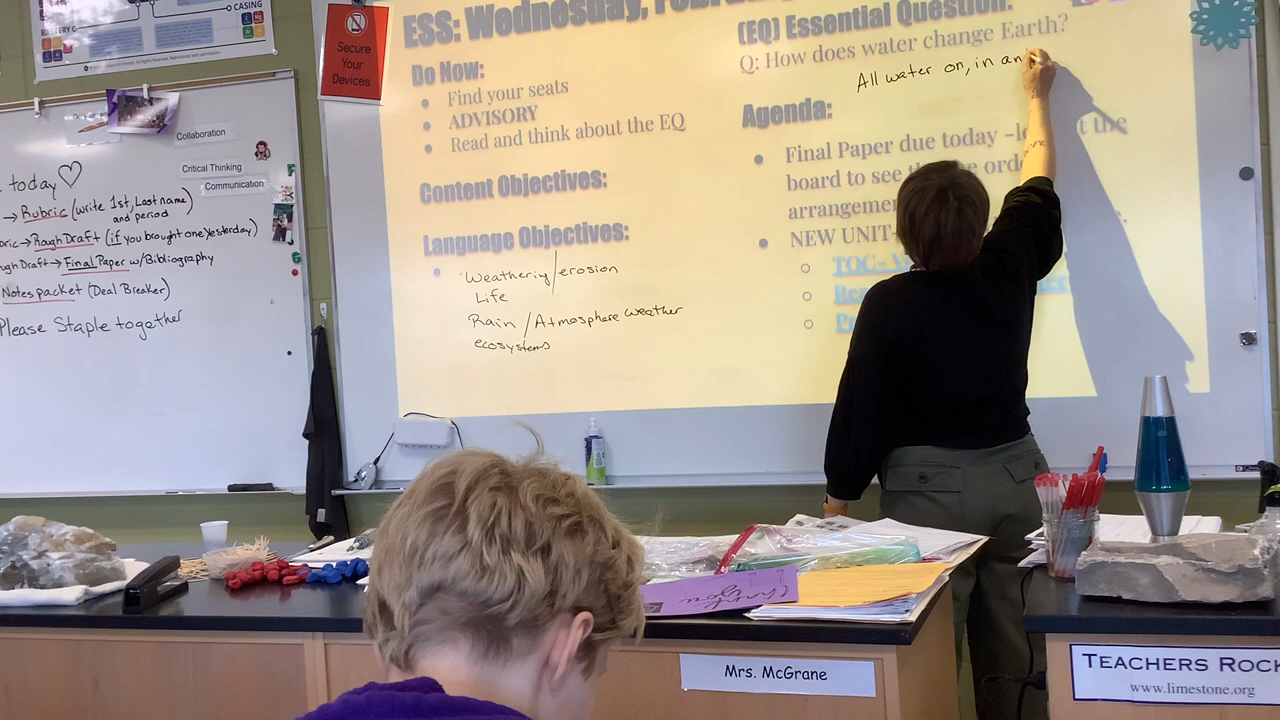 CASING
BATTERY
Secure
Your
Devices
Collaboration
Critical Thinking
Communication
today♡
→ Rubric (write 1st, Last name
and period)
→ Rough Draft (if you brought one yesterday)
Draft → Final Paper w/Bibliography
Notes packet (Deal Breaker)
Please Staple together
ESS: Wednesday,
Do Now:
• Find your seats
• ADVISORY
• Read and think about the EQ
Content Objectives:
Language Objectives:
• Weathering/erosion
Life
Rain / Atmosphere weather
ecosystems
(EQ) Essential Question:
Q: How does water change Earth?
All water on, in an
Agenda:
• Final Paper due today
the
board to see
arrangemen
• NEW UNIT-
TOC-
Mrs. McGrane
TEACHERS ROCK
www.limestone.org